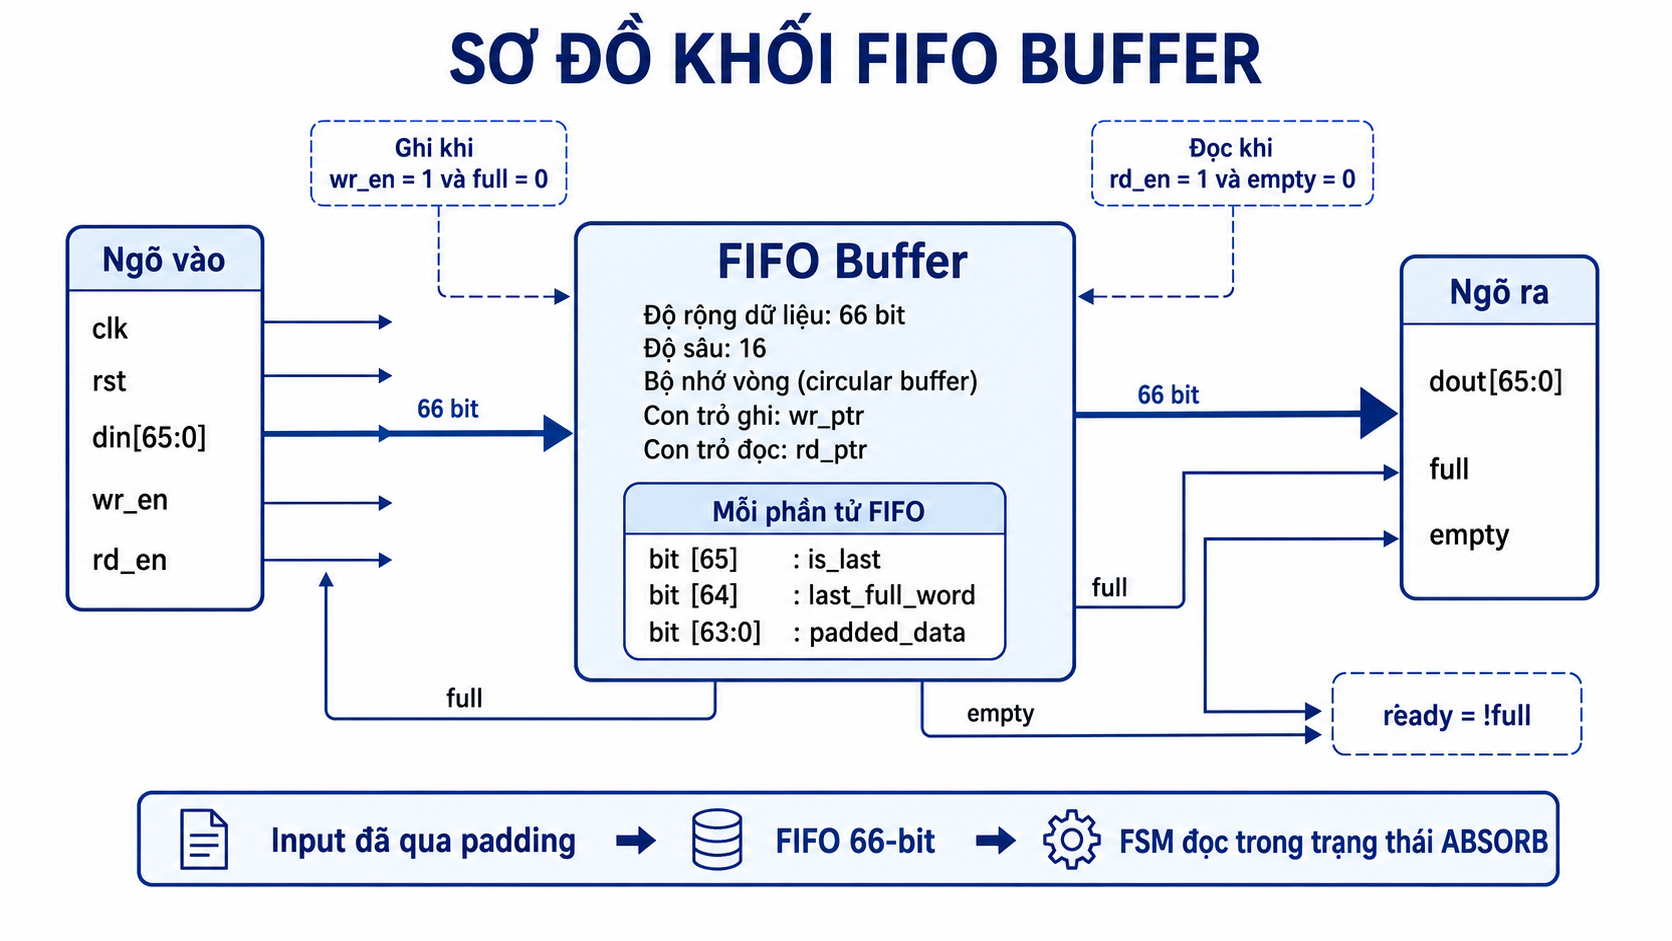 SƠ ĐỒ KHỐI FIFO BUFFER
Ghi khi
wr_en = 1 và full = 0
Đọc khi
rd_en = 1 và empty = 0
Ngõ vào
clk
rst
din[65:0]
wr_en
rd_en
66 bit
FIFO Buffer
Độ rộng dữ liệu: 66 bit
Độ sâu: 16
Bộ nhớ vòng (circular buffer)
Con trỏ ghi: wr_ptr
Con trỏ đọc: rd_ptr
Mỗi phần tử FIFO
bit [65] : is_last
bit [64] : last_full_word
bit [63:0] : padded_data
66 bit
Ngõ ra
dout[65:0]
full
empty
full
full
empty
ready = !full
Input đã qua padding
FIFO 66-bit
FSM đọc trong trạng thái ABSORB